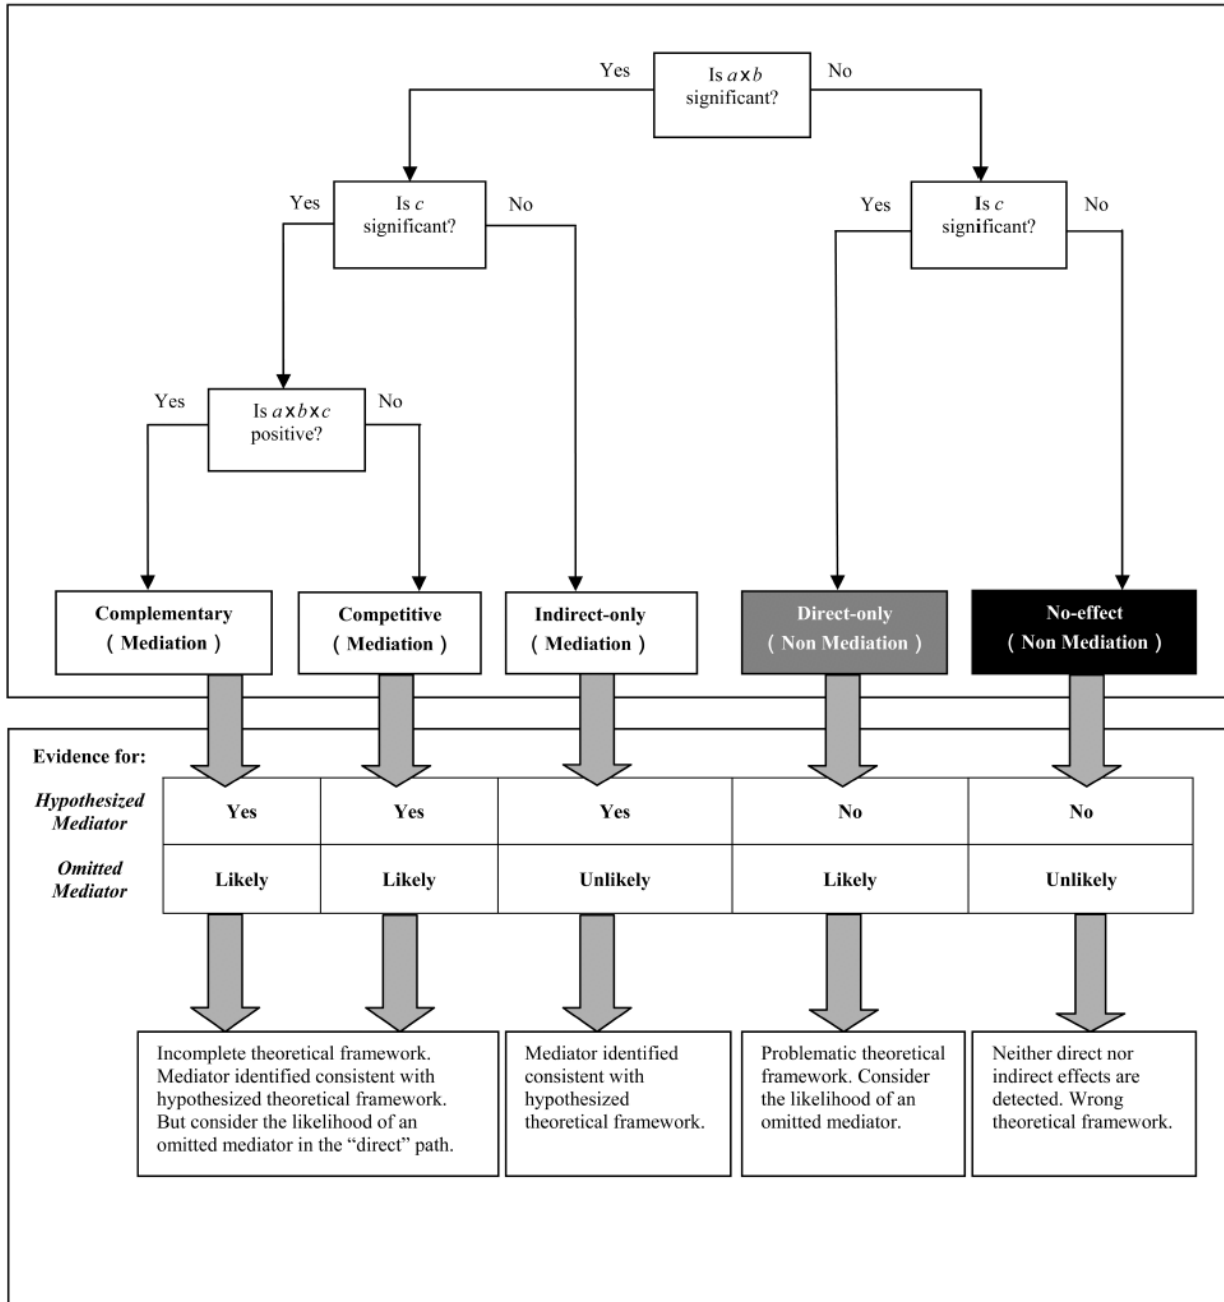 Yes
Is a x b
significant?
No
Yes
Is c
significant?
No
Yes
Is c
significant?
No
Yes
Is a x b x c
positive?
No
Complementary
( Mediation )
Competitive
( Mediation )
Indirect-only
( Mediation )
Direct-only
( Non Mediation )
No-effect
( Non Mediation )
Evidence for:
Hypothesized
Mediator
Yes
Yes
Yes
No
No
Omitted
Mediator
Likely
Likely
Unlikely
Likely
Unlikely
Incomplete theoretical framework.
Mediator identified consistent with
hypothesized theoretical framework.
But consider the likelihood of an
omitted mediator in the “direct” path.
Mediator identified
consistent with
hypothesized
theoretical framework.
Problematic theoretical
framework. Consider
the likelihood of an
omitted mediator.
Neither direct nor
indirect effects are
detected. Wrong
theoretical framework.